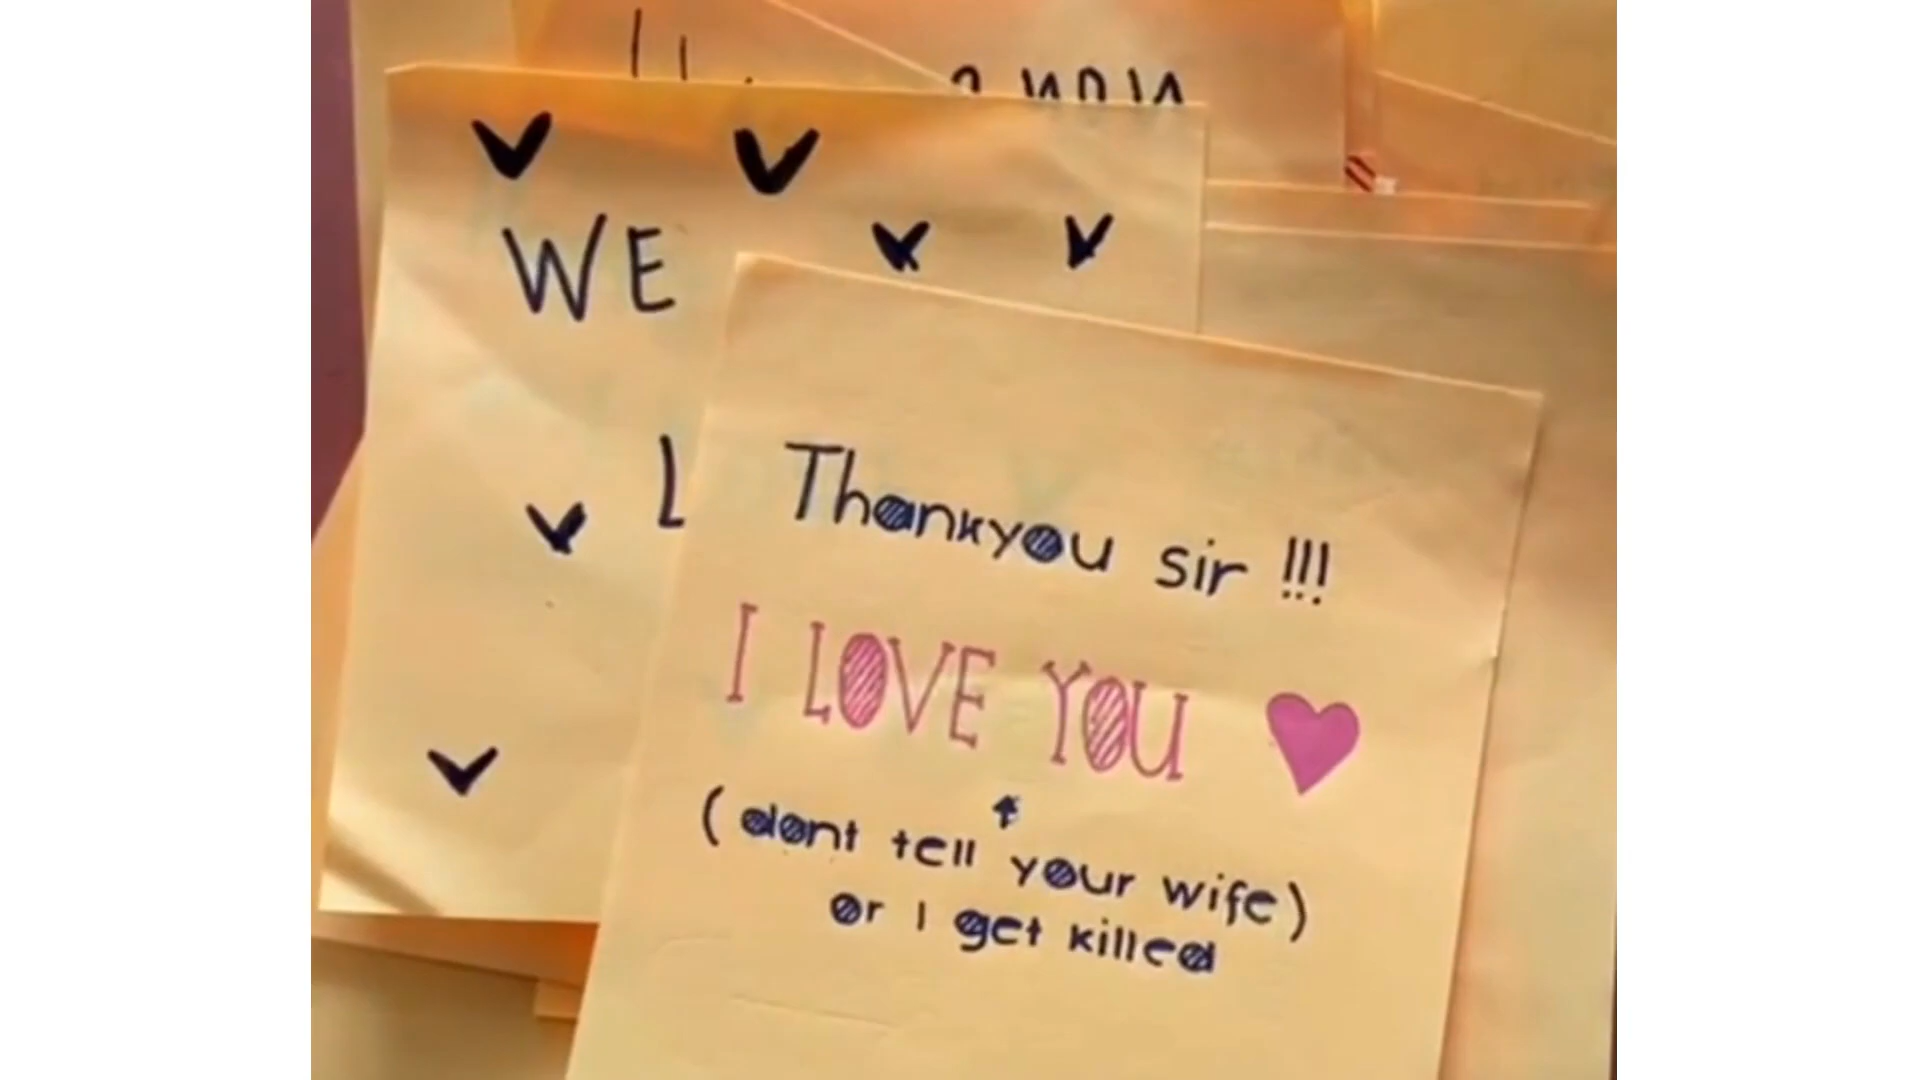 WE
Thankyou sir !!!
I LOVE YOU
(dont tell your wife)
or I get killed